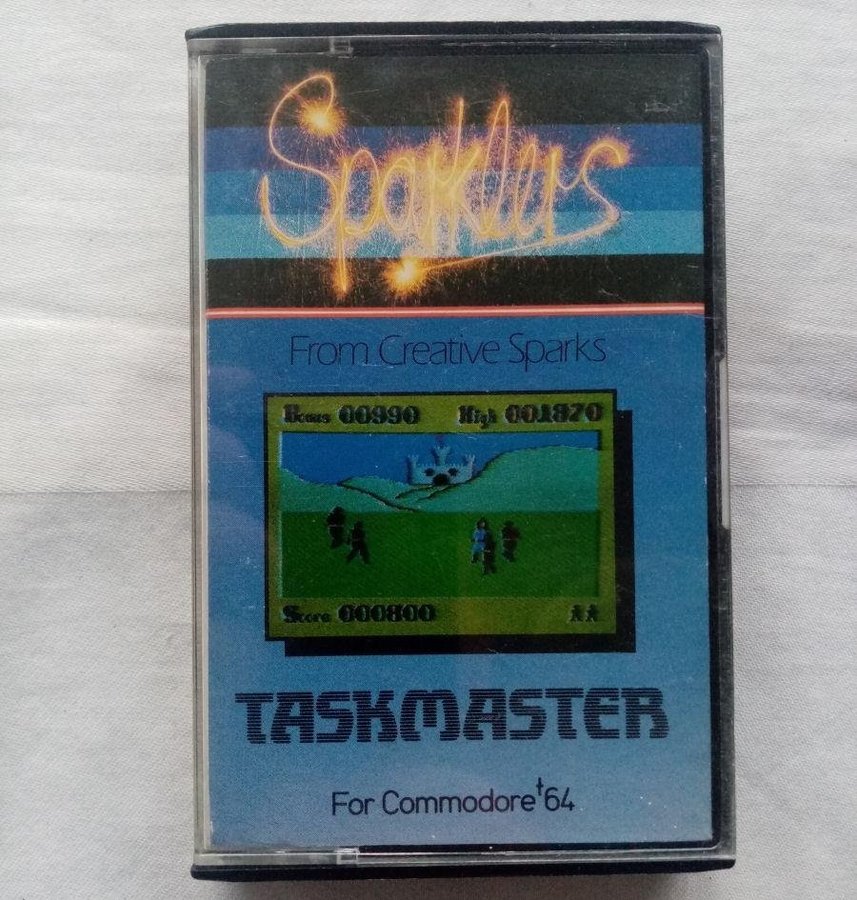 Sparklers
From Creative Sparks
Bonus 00990 High 001870
Score 000800
TASKMASTER
For Commodore†64